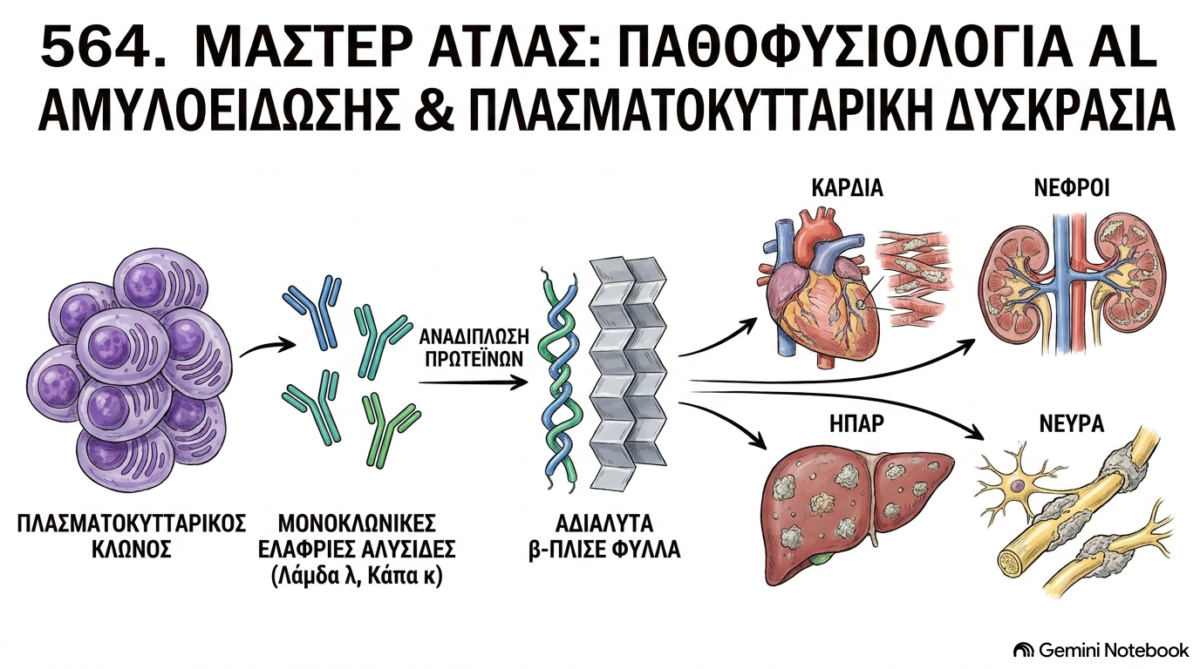 564. ΜΑΣΤΕΡ ΑΤΛΑΣ: ΠΑΘΟΦΥΣΙΟΛΟΓΙΑ AL
ΑΜΥΛΟΕΙΔΩΣΗΣ & ΠΛΑΣΜΑΤΟΚΥΤΤΑΡΙΚΗ ΔΥΣΚΡΑΣΙΑ
ΚΑΡΔΙΑ
ΝΕΦΡΟΙ
ΑΝΑΔΙΠΛΩΣΗ
ΠΡΩΤΕΪΝΩΝ
ΗΠΑΡ
ΝΕΥΡΑ
ΠΛΑΣΜΑΤΟΚΥΤΤΑΡΙΚΟΣ
ΚΛΩΝΟΣ
ΜΟΝΟΚΛΩΝΙΚΕΣ
ΕΛΑΦΡΙΕΣ ΑΛΥΣΙΔΕΣ
(Λάμδα λ, Κάπα κ)
ΑΔΙΑΛΥΤΑ
β-ΠΛΙΣΕ ΦΥΛΛΑ
Gemini Notebook